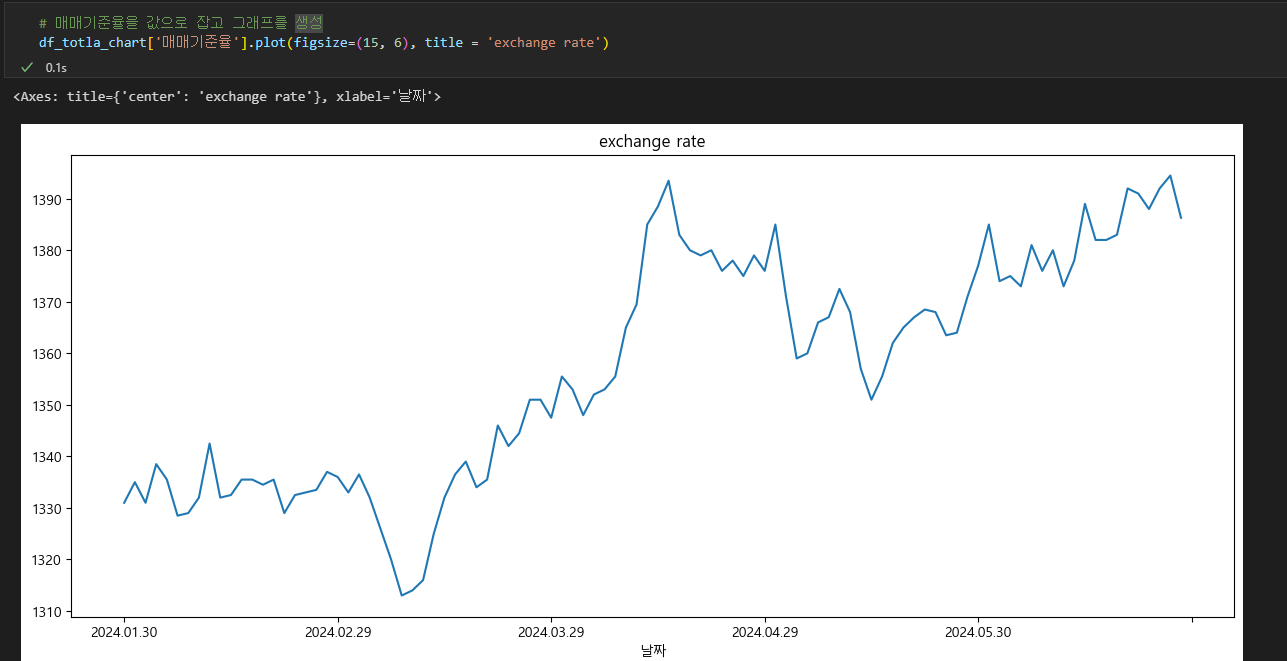 # 매매기준율을 값으로 잡고 그래프를 생성
df_totla_chart['매매기준율'].plot(figsize=(15, 6), title = 'exchange rate')
0.1s
<Axes: title={'center': 'exchange rate'}, xlabel='날짜'>
exchange rate
1390
1380
1370
1360
1350
1340
1330
1320
1310
2024.01.30 2024.02.29 2024.03.29 2024.04.29 2024.05.30
날짜